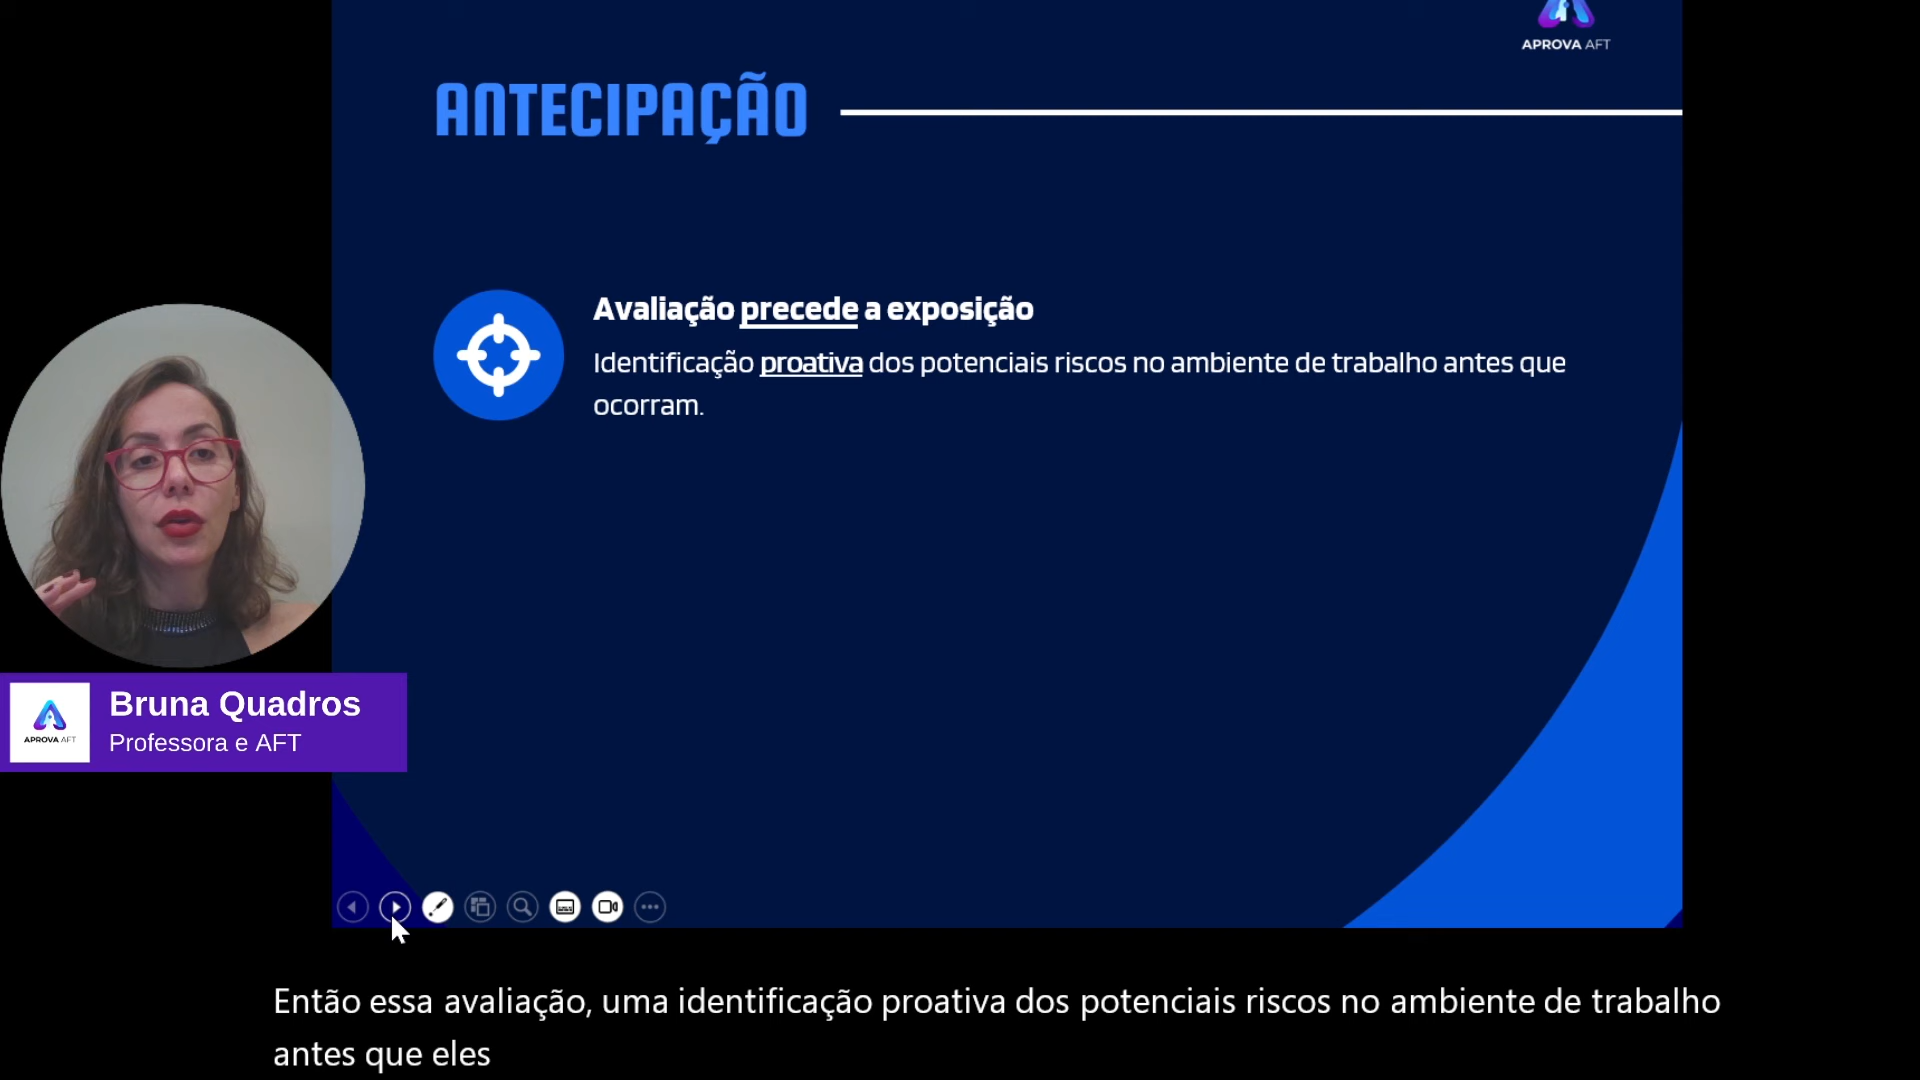 APROVA AFT
ANTECIPAÇÃO
Avaliação precede a exposição
Identificação proativa dos potenciais riscos no ambiente de trabalho antes que
ocorram.
Bruna Quadros
Professora e AFT
APROVA AFT
Então essa avaliação, uma identificação proativa dos potenciais riscos no ambiente de trabalho
antes que eles